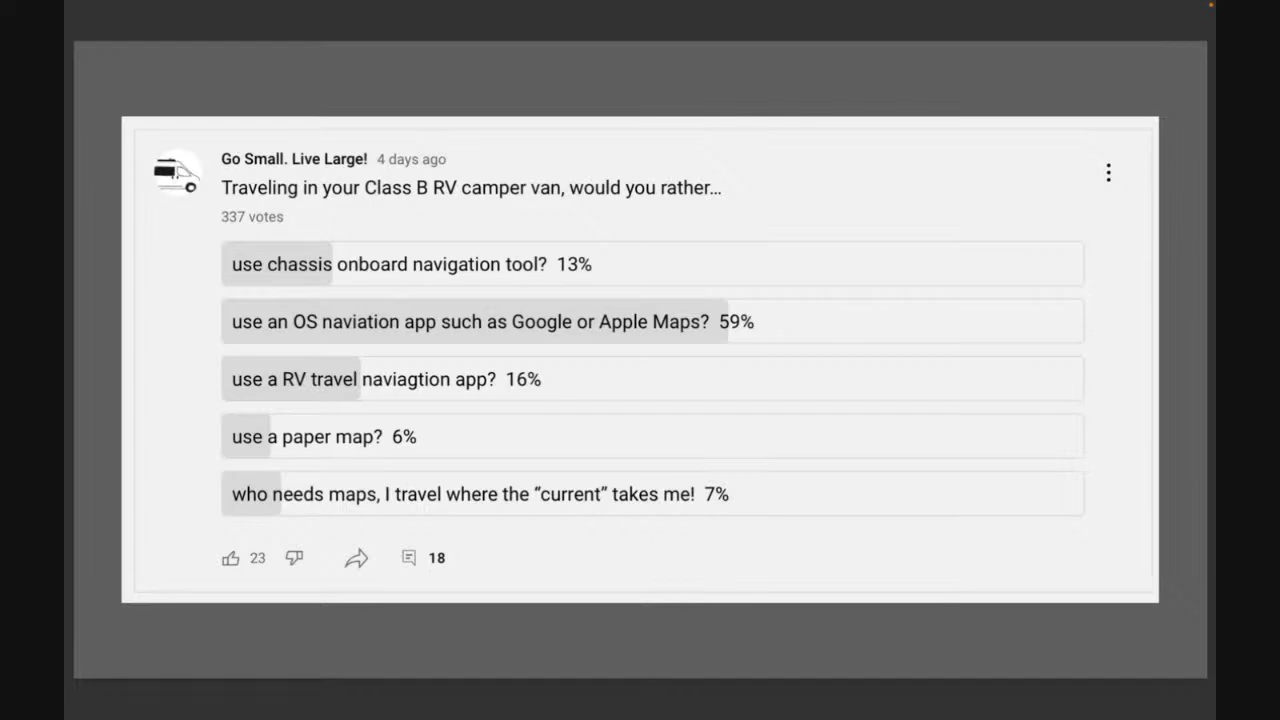 Go Small. Live Large! 4 days ago
Traveling in your Class B RV camper van, would you rather...
337 votes
use chassis onboard navigation tool? 13%
use an OS naviation app such as Google or Apple Maps? 59%
use a RV travel naviagtion app? 16%
use a paper map? 6%
who needs maps, I travel where the “current” takes me! 7%
23 18